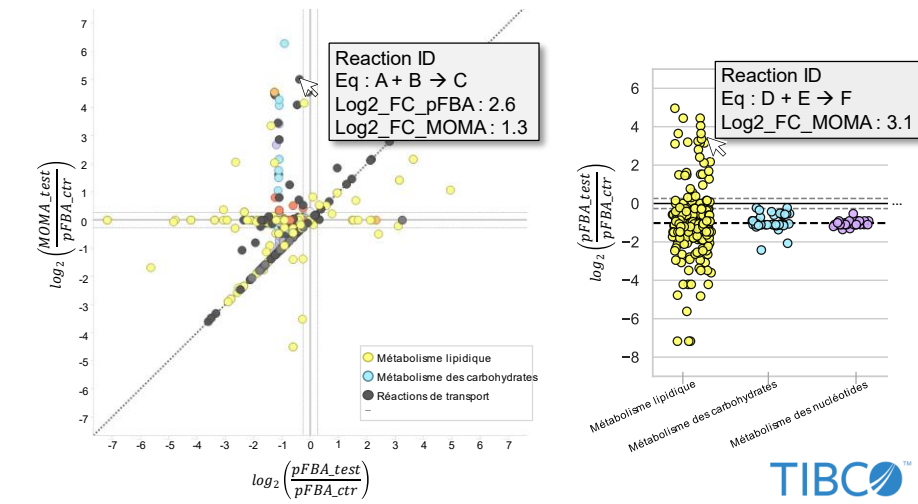 7
6
5
4
3
2
1
0
-1
-2
-3
-4
-5
-6
-7
log₂(MOMA_test/pFBA_ctr)
Reaction ID
Eq : A + B → C
Log2_FC_pFBA : 2.6
Log2_FC_MOMA : 1.3
Métabolisme lipidique
Métabolisme des carbohydrates
Réactions de transport
–
-7 -6 -5 -4 -3 -2 -1 0 1 2 3 4 5 6 7
log₂(pFBA_test/pFBA_ctr)
Reaction ID
Eq : D + E → F
Log2_FC_MOMA : 3.1
6
4
2
0
...
−2
−4
−6
−8
log₂(pFBA_test/pFBA_ctr)
Métabolisme lipidique
Métabolisme des carbohydrates
Métabolisme des nucléotides
TIBCO™